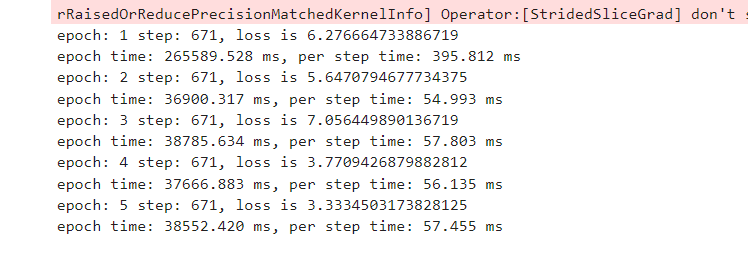 rRaisedOrReducePrecisionMatchedKernelInfo] Operator:[StridedSliceGrad] don't
epoch: 1 step: 671, loss is 6.276664733886719
epoch time: 265589.528 ms, per step time: 395.812 ms
epoch: 2 step: 671, loss is 5.6470794677734375
epoch time: 36900.317 ms, per step time: 54.993 ms
epoch: 3 step: 671, loss is 7.056449890136719
epoch time: 38785.634 ms, per step time: 57.803 ms
epoch: 4 step: 671, loss is 3.7709426879882812
epoch time: 37666.883 ms, per step time: 56.135 ms
epoch: 5 step: 671, loss is 3.3334503173828125
epoch time: 38552.420 ms, per step time: 57.455 ms